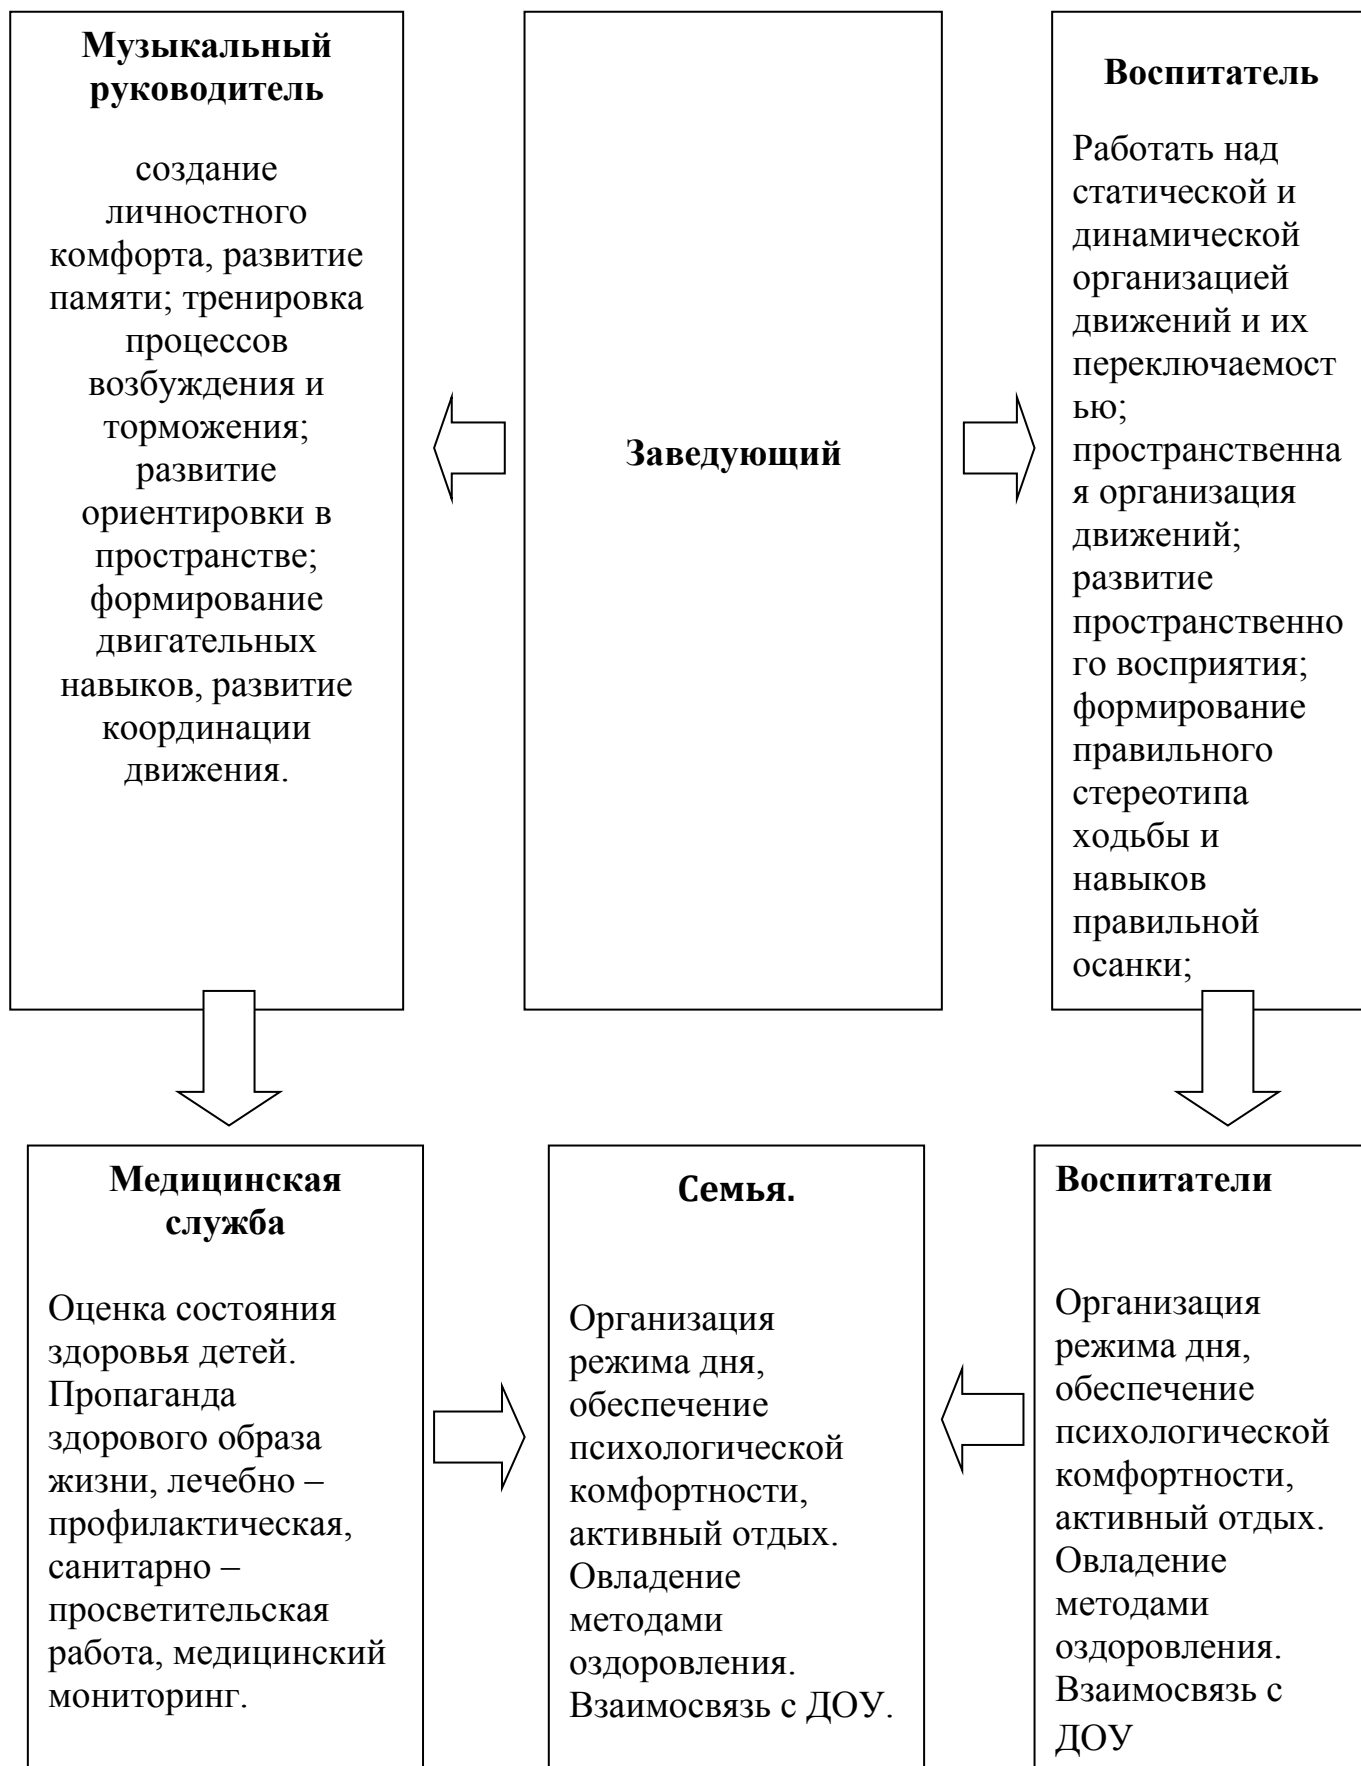 Музыкальный
руководитель
создание
личностного
комфорта, развитие
памяти; тренировка
процессов
возбуждения и
торможения;
развитие
ориентировки в
пространстве;
формирование
двигательных
навыков, развитие
координации
движения.
Заведующий
Воспитатель
Работать над
статической и
динамической
организацией
движений и их
переключаемост
ью;
пространственна
я организация
движений;
развитие
пространственно
го восприятия;
формирование
правильного
стереотипа
ходьбы и
навыков
правильной
осанки;
Медицинская
служба
Оценка состояния
здоровья детей.
Пропаганда
здорового образа
жизни, лечебно –
профилактическая,
санитарно –
просветительская
работа, медицинский
мониторинг.
Семья.
Организация
режима дня,
обеспечение
психологической
комфортности,
активный отдых.
Овладение
методами
оздоровления.
Взаимосвязь с ДОУ.
Воспитатели
Организация
режима дня,
обеспечение
психологической
комфортности,
активный отдых.
Овладение
методами
оздоровления.
Взаимосвязь с
ДОУ